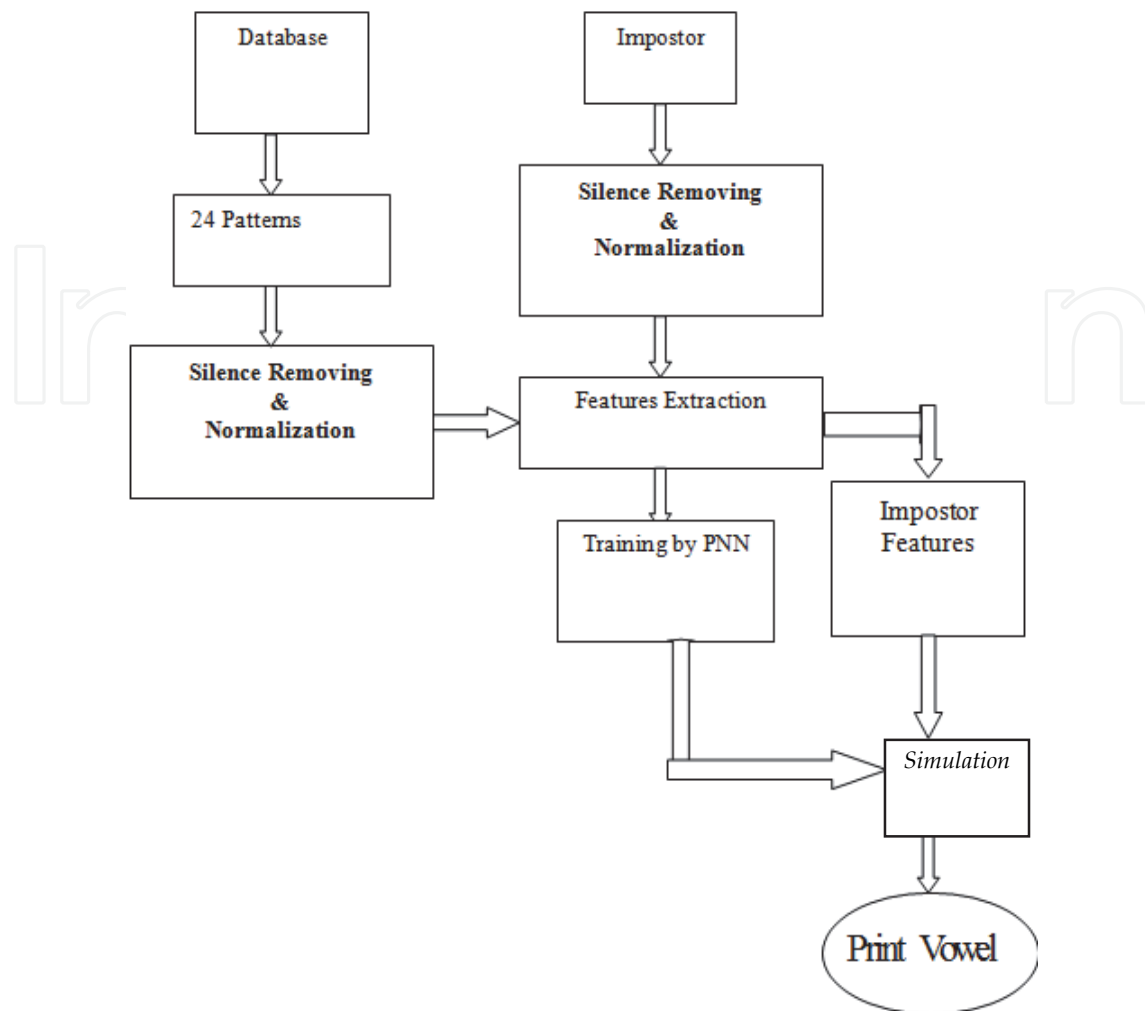 Database
Impostor
24 Patterns
Silence Removing
&
Normalization
Silence Removing
&
Normalization
Features Extraction
Training by PNN
Impostor
Features
Simulation
Print Vowel